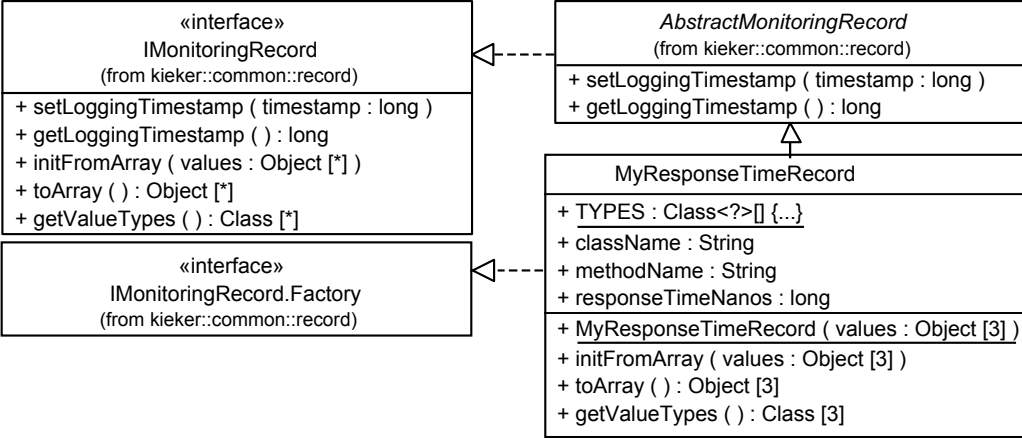 «interface»
IMonitoringRecord
(from kieker::common::record)
+ setLoggingTimestamp ( timestamp : long )
+ getLoggingTimestamp ( ) : long
+ initFromArray ( values : Object [*] )
+ toArray ( ) : Object [*]
+ getValueTypes ( ) : Class [*]
«interface»
IMonitoringRecord.Factory
(from kieker::common::record)
AbstractMonitoringRecord
(from kieker::common::record)
+ setLoggingTimestamp ( timestamp : long )
+ getLoggingTimestamp ( ) : long
MyResponseTimeRecord
+ TYPES : Class<?>[] {...}
+ className : String
+ methodName : String
+ responseTimeNanos : long
+ MyResponseTimeRecord ( values : Object [3] )
+ initFromArray ( values : Object [3] )
+ toArray ( ) : Object [3]
+ getValueTypes ( ) : Class [3]